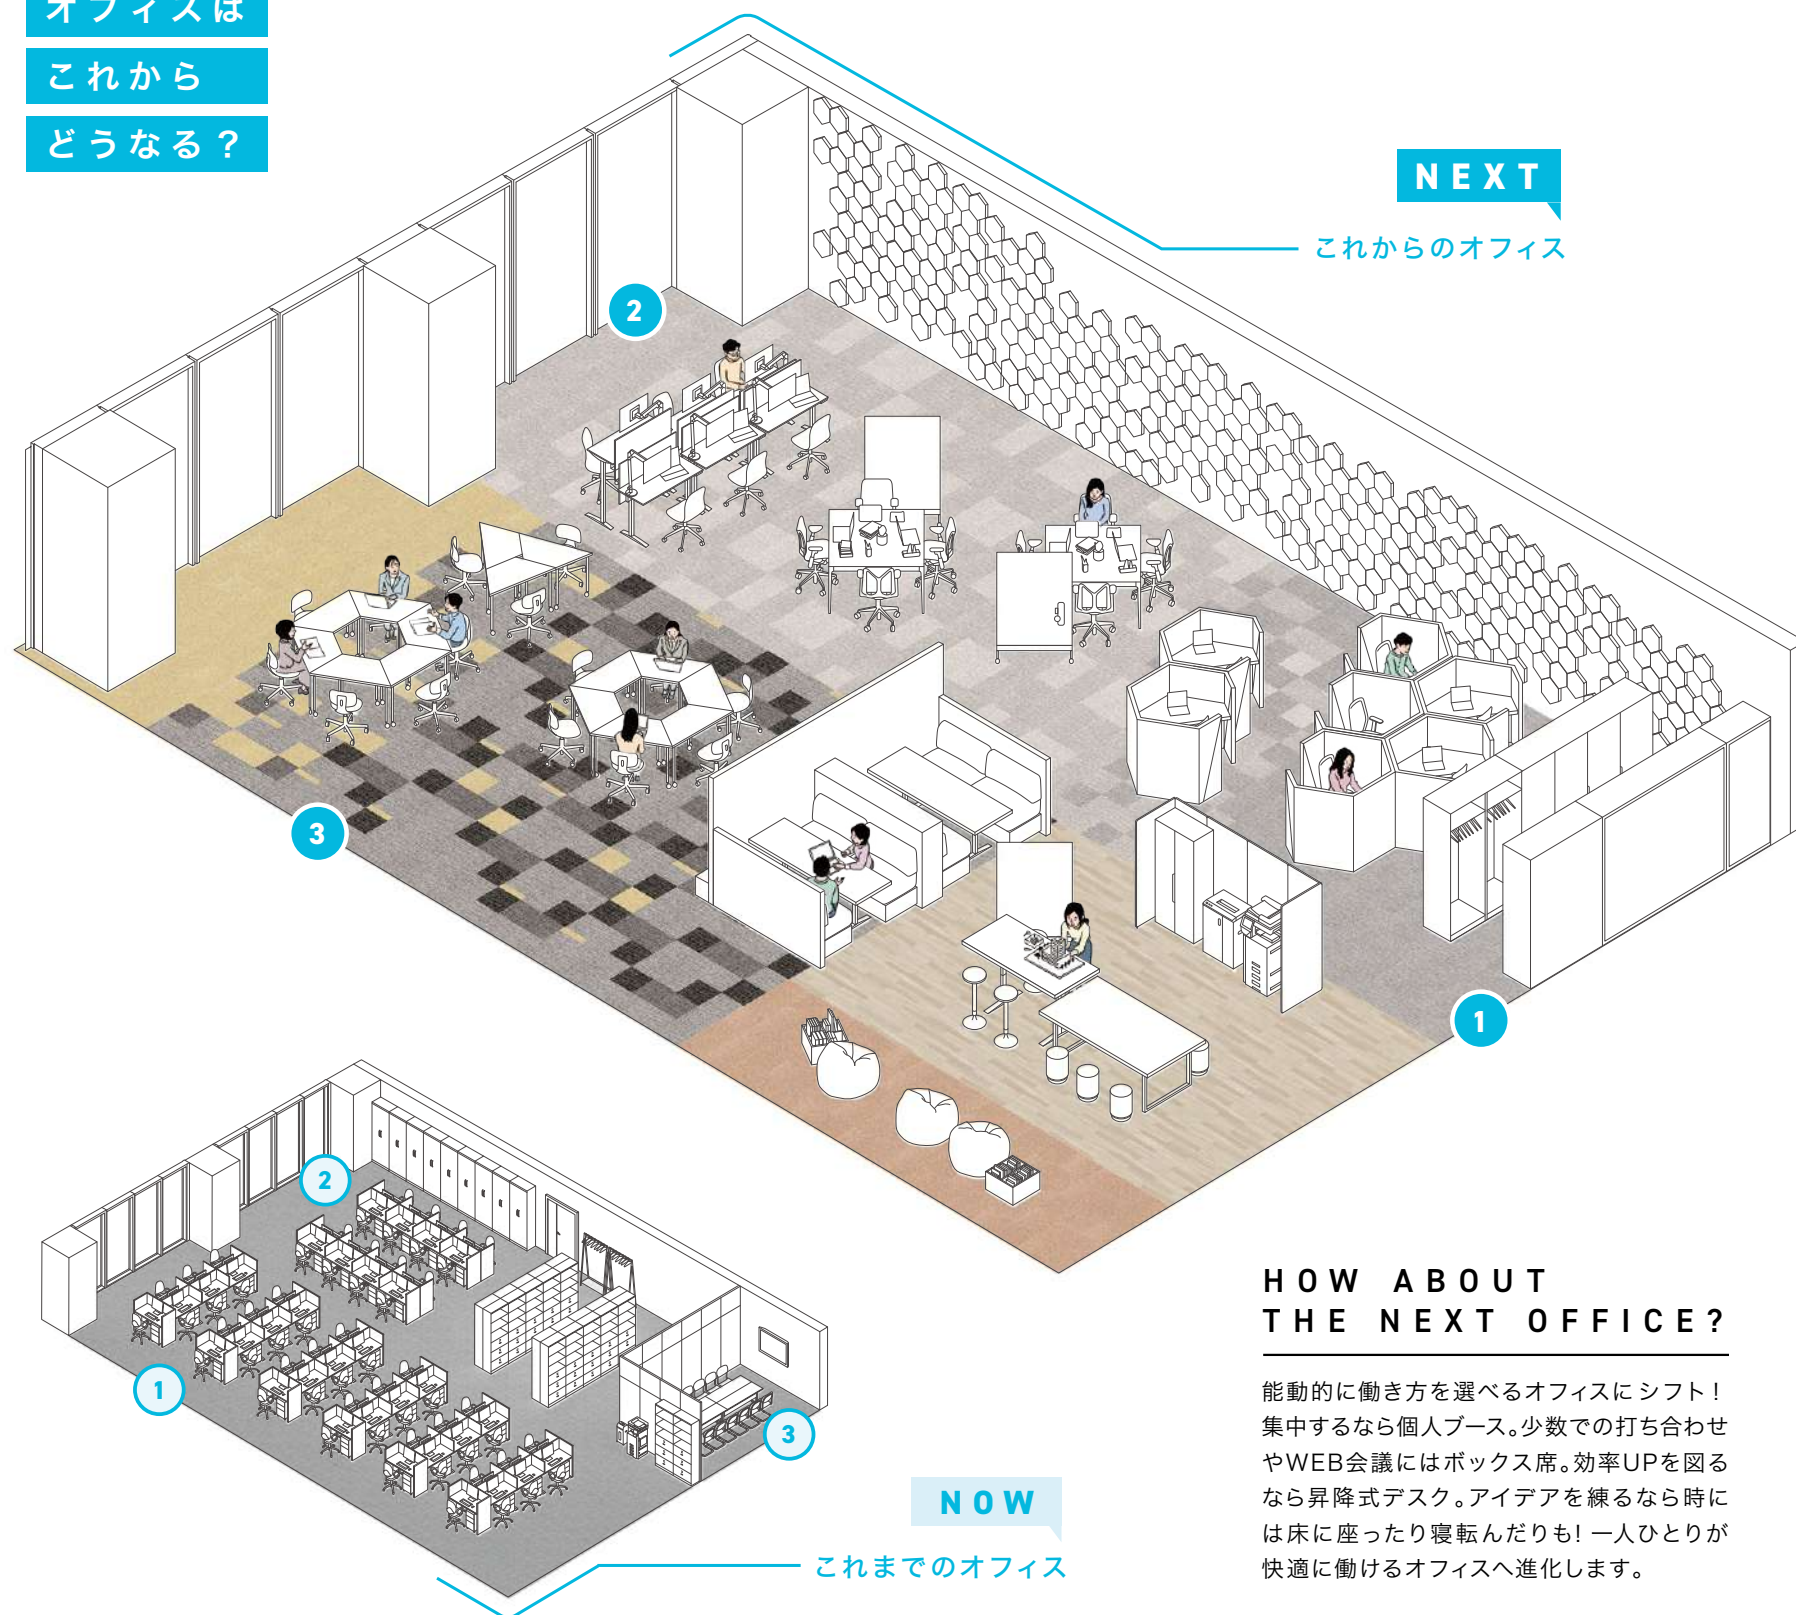 オフィスは
これから
どうなる？
NEXT
これからのオフィス
2
3
1
2
1
3
NOW
これまでのオフィス
HOW ABOUT
THE NEXT OFFICE?
能動的に働き方を選べるオフィスにシフト！
集中するなら個人ブース。少数での打ち合わせ
やWEB会議にはボックス席。効率UPを図る
なら昇降式デスク。アイデアを練るなら時に
は床に座ったり寝転んだりも！一人ひとりが
快適に働けるオフィスへ進化します。